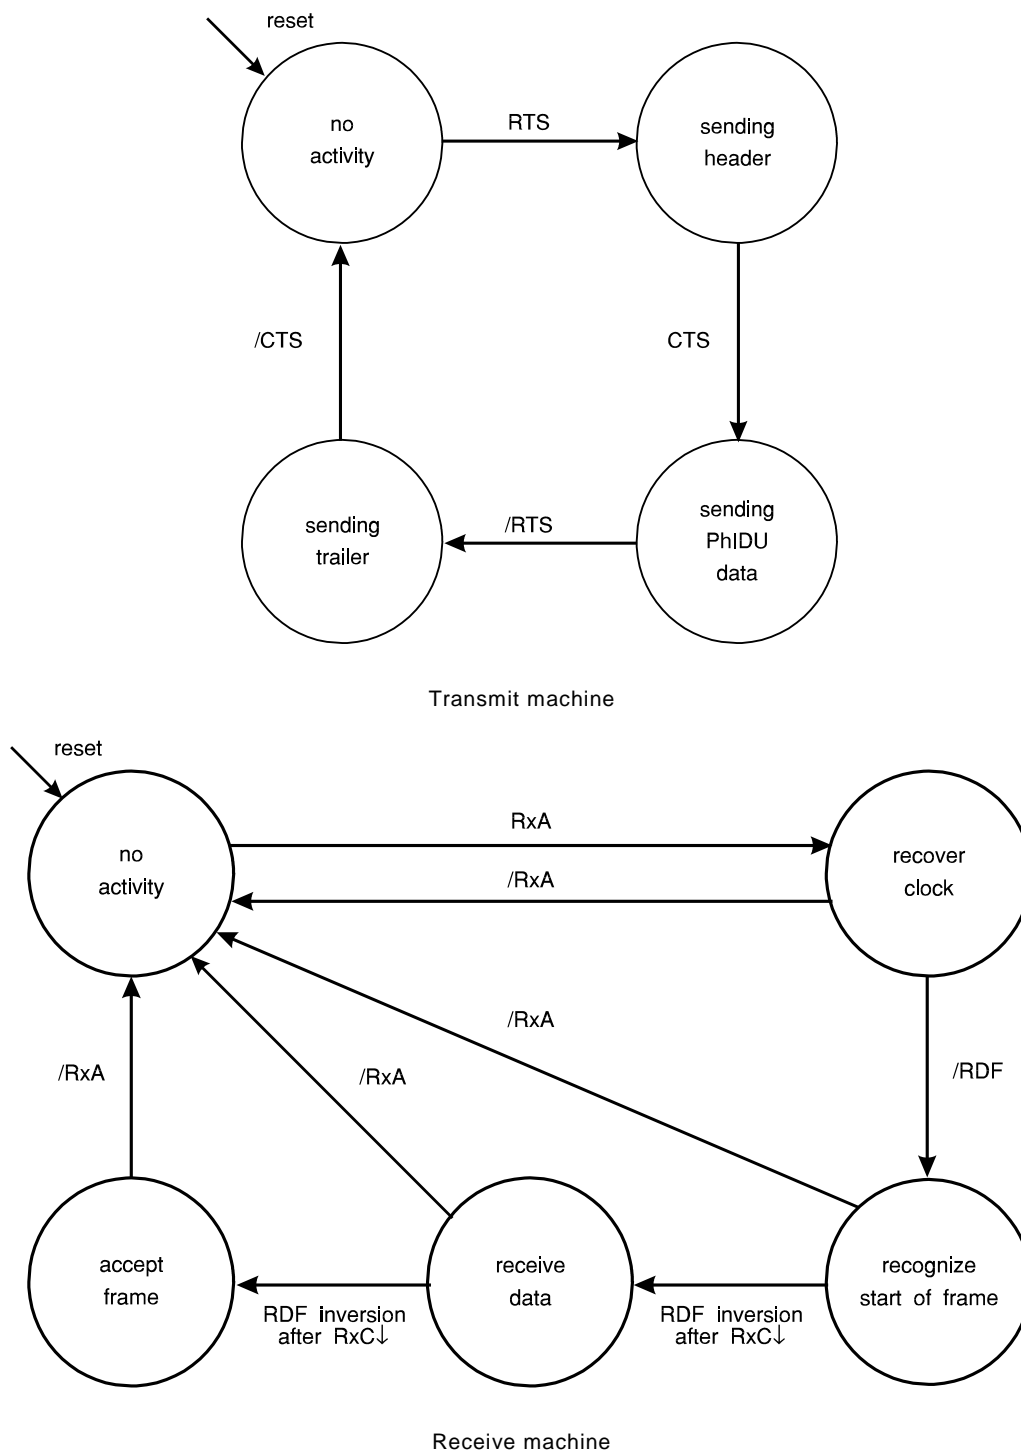 reset
no
activity
RTS
sending
header
/CTS
CTS
sending
trailer
/RTS
sending
PhIDU
data
Transmit machine
reset
no
activity
RxA
/RxA
recover
clock
/RxA
/RxA
/RxA
/RDF
accept
frame
RDF inversion
after RxC↓
receive
data
RDF inversion
after RxC↓
recognize
start of frame
Receive machine